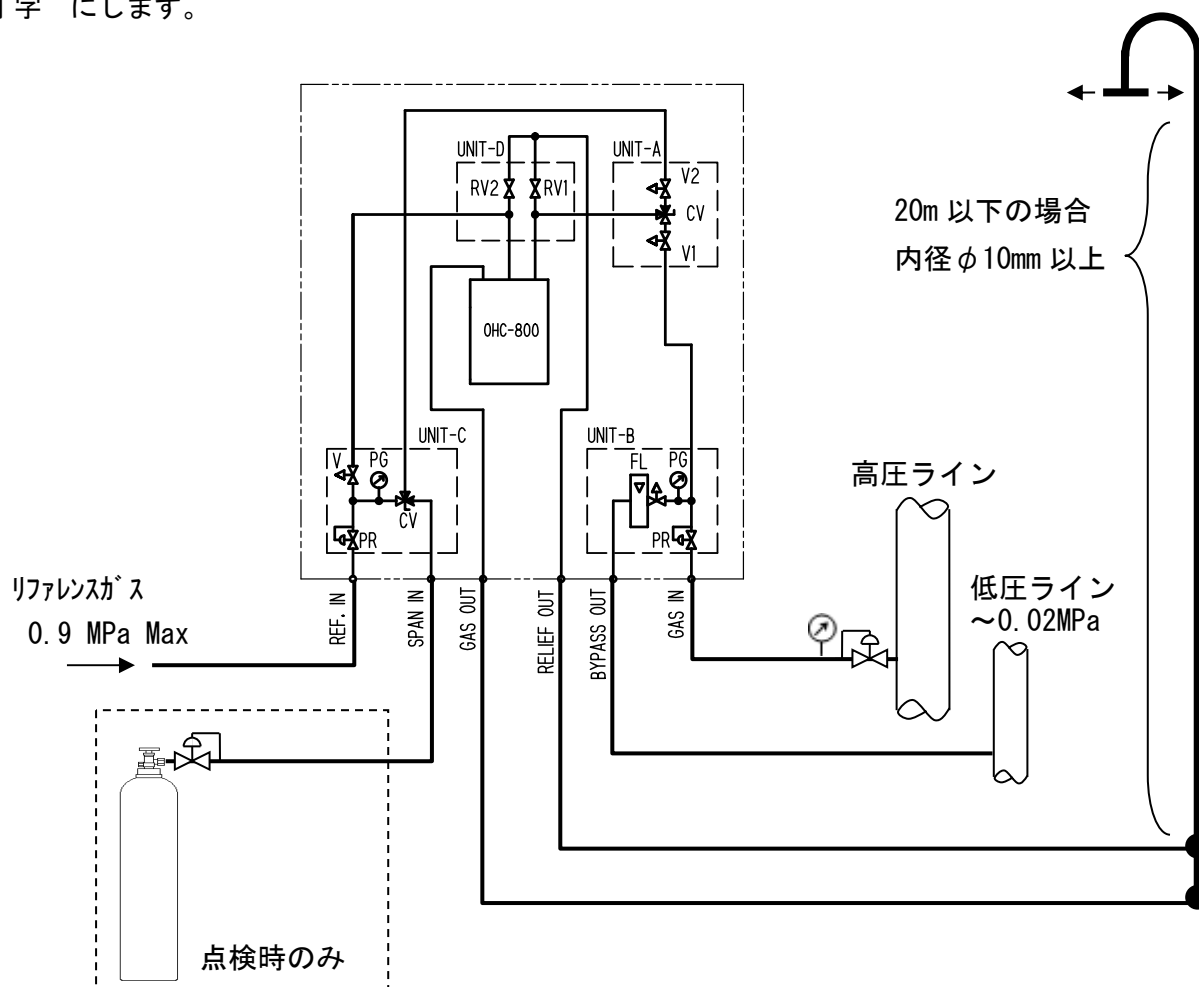 にします。
UNIT-D
UNIT-A
RV2
RV1
V2
CV
V1
20m 以下の場合
内径φ10mm 以上
OHC-800
UNIT-C
UNIT-B
V
PG
FL
PG
高圧ライン
CV
PR
PR
リファレンスガス
0.9 MPa Max
REF. IN
SPAN IN
GAS OUT
RELIEF OUT
BYPASS OUT
GAS IN
低圧ライン
～0.02MPa
点検時のみ